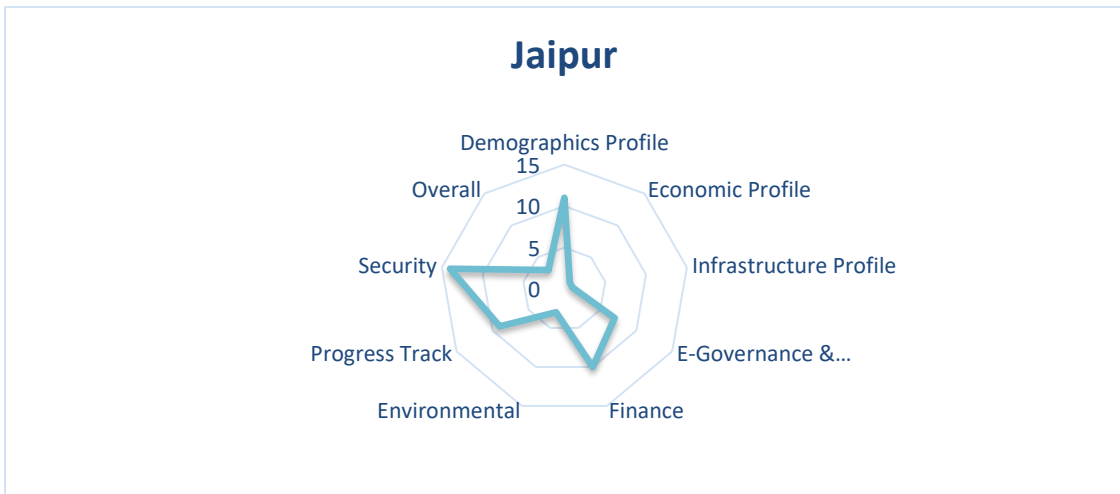 Jaipur
Demographics Profile
15
Overall
Economic Profile
10
5
Security
Infrastructure Profile
0
Progress Track
E-Governance &...
Environmental
Finance